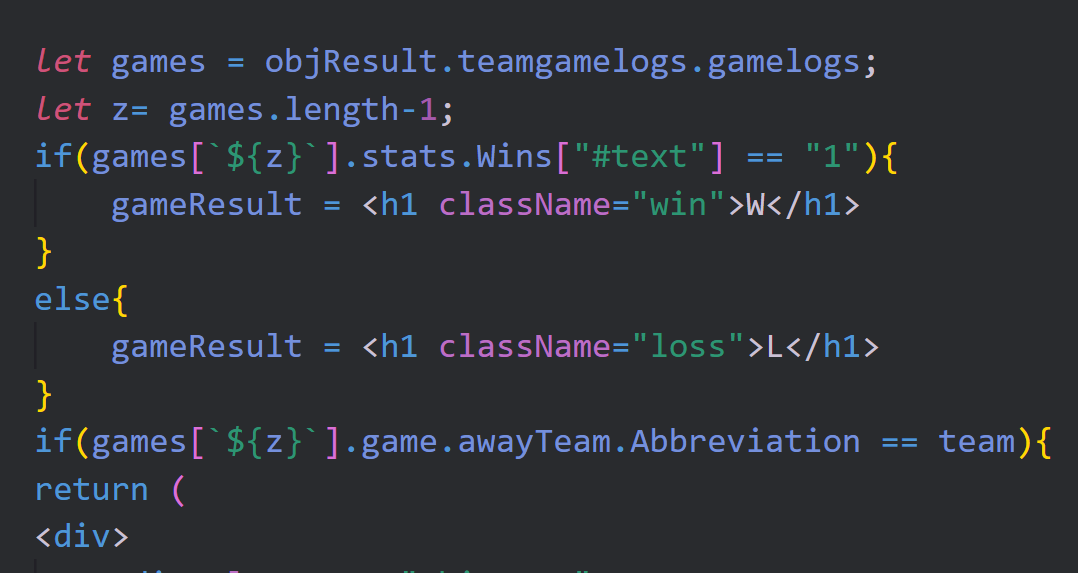 let games = objResult.teamgamelogs.gamelogs;
let z= games.length-1;
if(games[`${z}`].stats.Wins["#text"] == "1"){
    gameResult = <h1 className="win">W</h1>
}
else{
    gameResult = <h1 className="loss">L</h1>
}
if(games[`${z}`].game.awayTeam.Abbreviation == team){
return (
<div>